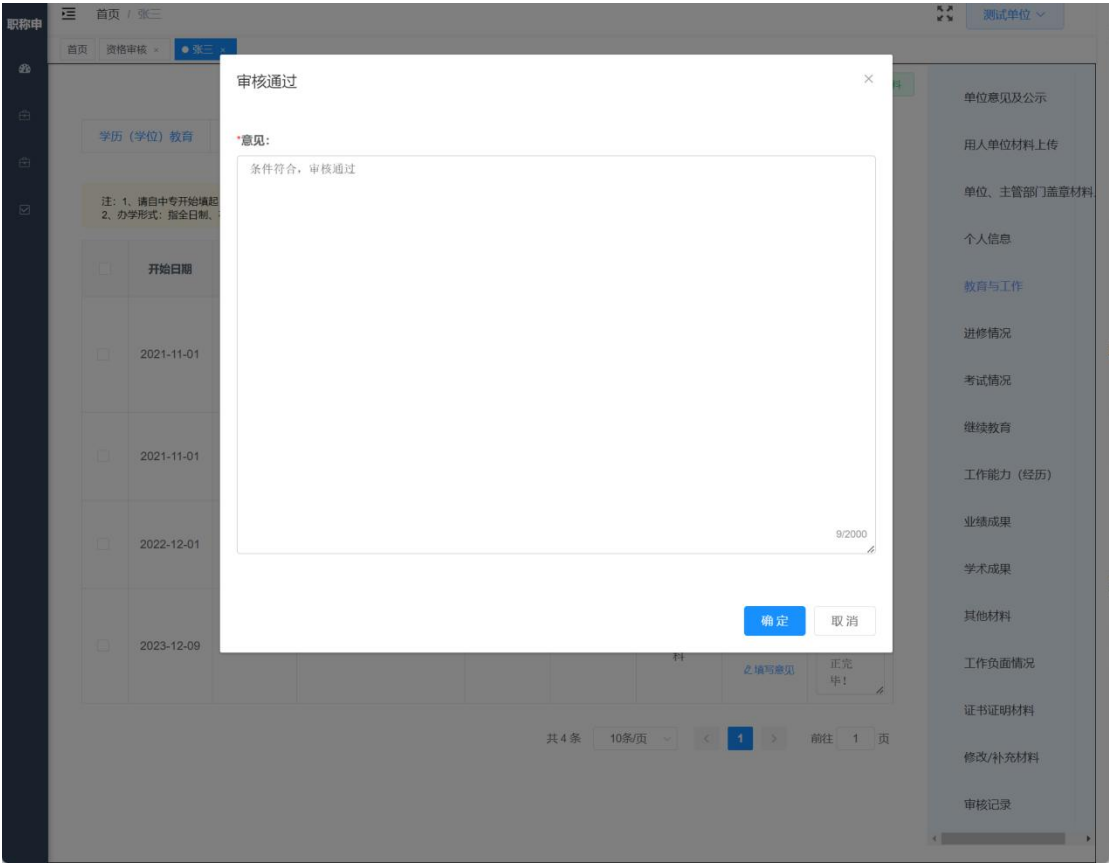 职称申
首页 / 张三
测试单位
首页 资格审核 × 张三 ×
审核通过
料
*意见：
条件符合，审核通过
9/2000
确定 取消
学历（学位）教育
注：1、请自中专开始填起
2、办学形式：指全日制、
开始日期
2021-11-01
2021-11-01
2022-12-01
2023-12-09
料
填写意见
正完
毕！
共4条 10条/页 < 1 > 前往 1 页
单位意见及公示
用人单位材料上传
单位、主管部门盖章材料
个人信息
教育与工作
进修情况
考试情况
继续教育
工作能力（经历）
业绩成果
学术成果
其他材料
工作负面情况
证书证明材料
修改/补充材料
审核记录